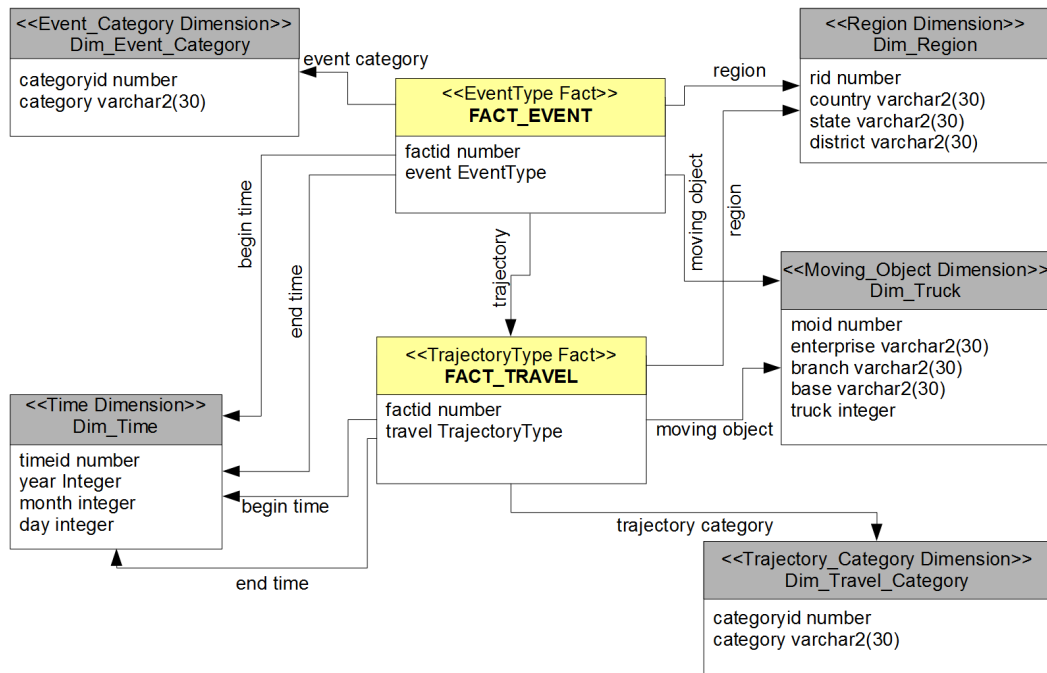 <<Event_Category Dimension>>
Dim_Event_Category
categoryid number
category varchar2(30)
event category
<<EventType Fact>>
FACT_EVENT
factid number
event EventType
region
<<Region Dimension>>
Dim_Region
rid number
country varchar2(30)
state varchar2(30)
district varchar2(30)
begin time
end time
trajectory
moving object
region
<<Moving_Object Dimension>>
Dim_Truck
moid number
enterprise varchar2(30)
branch varchar2(30)
base varchar2(30)
truck integer
<<TrajectoryType Fact>>
FACT_TRAVEL
factid number
travel TrajectoryType
moving object
<<Time Dimension>>
Dim_Time
timeid number
year Integer
month integer
day integer
begin time
end time
trajectory category
<<Trajectory_Category Dimension>>
Dim_Travel_Category
categoryid number
category varchar2(30)